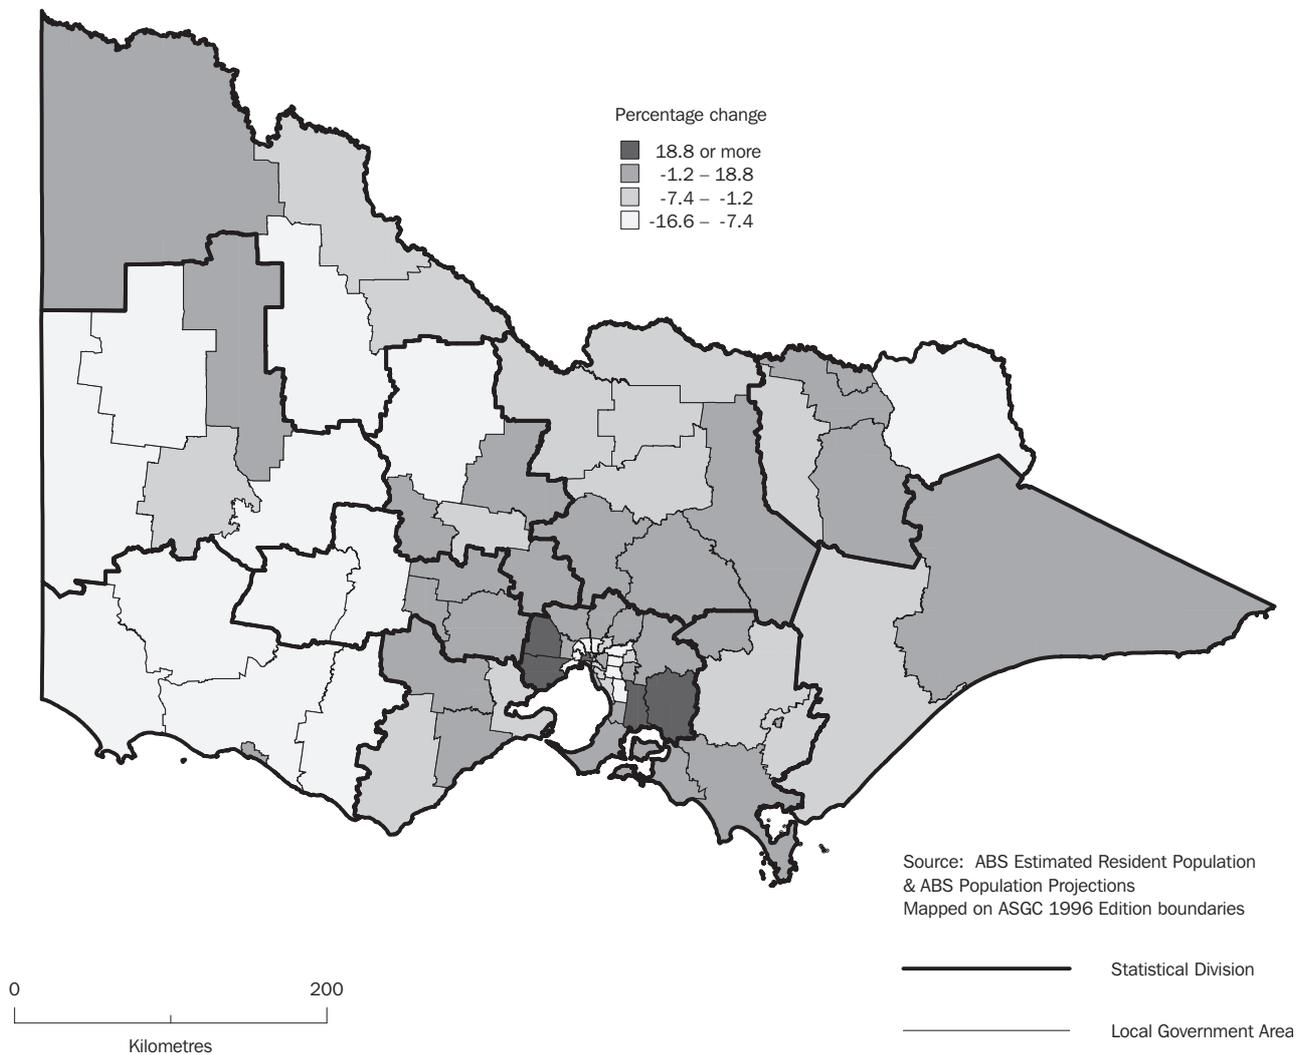 Percentage change
18.8 or more
-1.2 – 18.8
-7.4 – -1.2
-16.6 – -7.4
Source: ABS Estimated Resident Population
& ABS Population Projections
Mapped on ASGC 1996 Edition boundaries
Statistical Division
Local Government Area
0 200
Kilometres